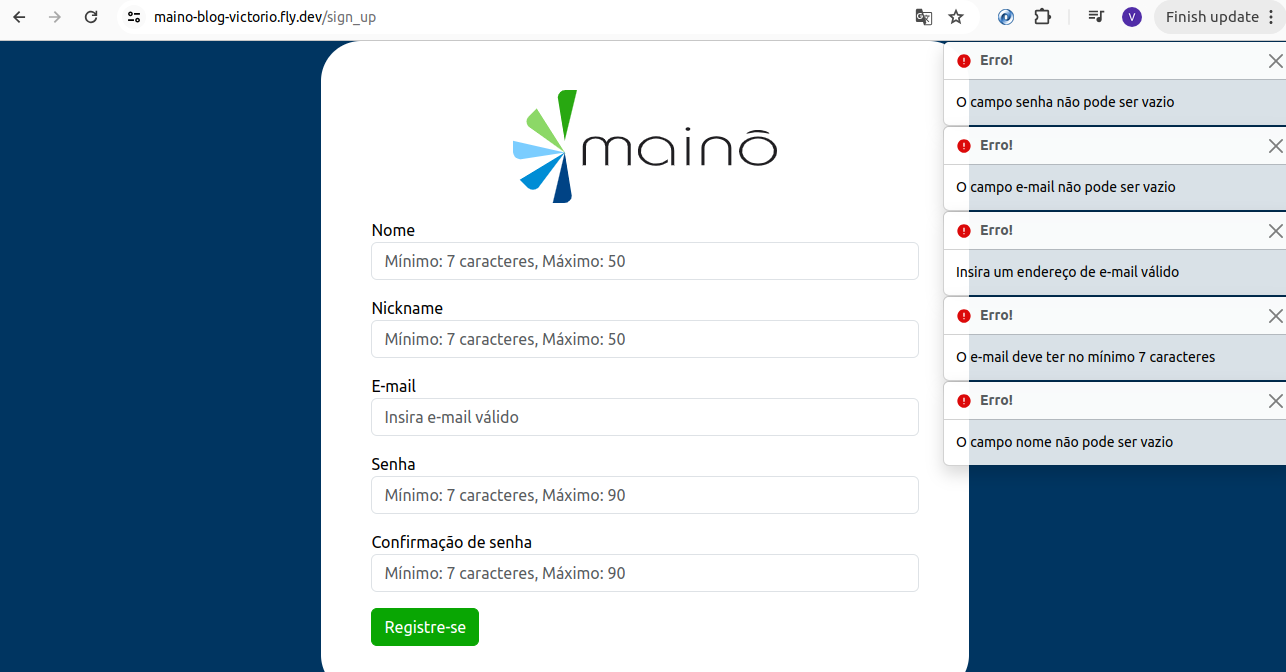 maino-blog-victorio.fly.dev/sign_up
V
Finish update
mainô
Nome
Mínimo: 7 caracteres, Máximo: 50
Nickname
Mínimo: 7 caracteres, Máximo: 50
E-mail
Insira e-mail válido
Senha
Mínimo: 7 caracteres, Máximo: 90
Confirmação de senha
Mínimo: 7 caracteres, Máximo: 90
Registre-se
Erro!
O campo senha não pode ser vazio
Erro!
O campo e-mail não pode ser vazio
Erro!
Insira um endereço de e-mail válido
Erro!
O e-mail deve ter no mínimo 7 caracteres
Erro!
O campo nome não pode ser vazio